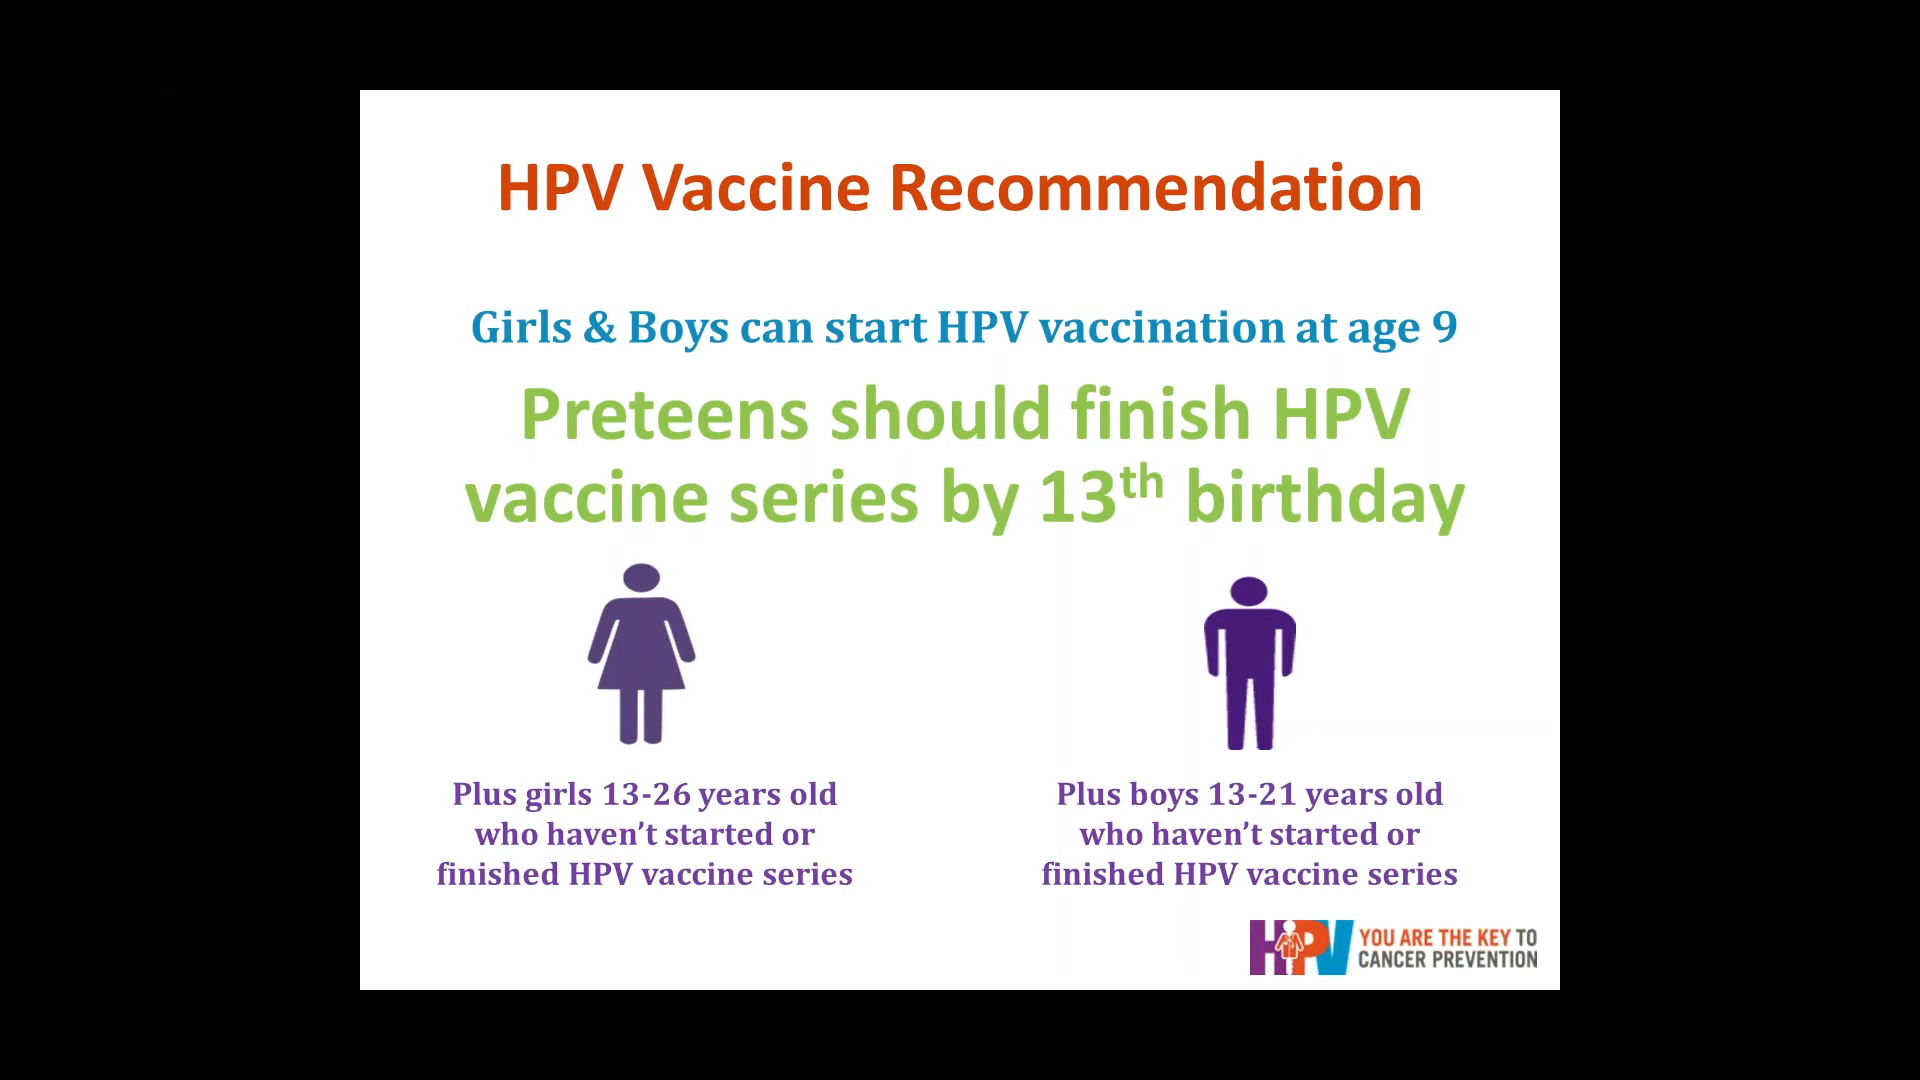 HPV Vaccine Recommendation
Girls & Boys can start HPV vaccination at age 9
Preteens should finish HPV
vaccine series by 13th birthday
Plus girls 13-26 years old
who haven’t started or
finished HPV vaccine series
Plus boys 13-21 years old
who haven’t started or
finished HPV vaccine series
HPV YOU ARE THE KEY TO
CANCER PREVENTION